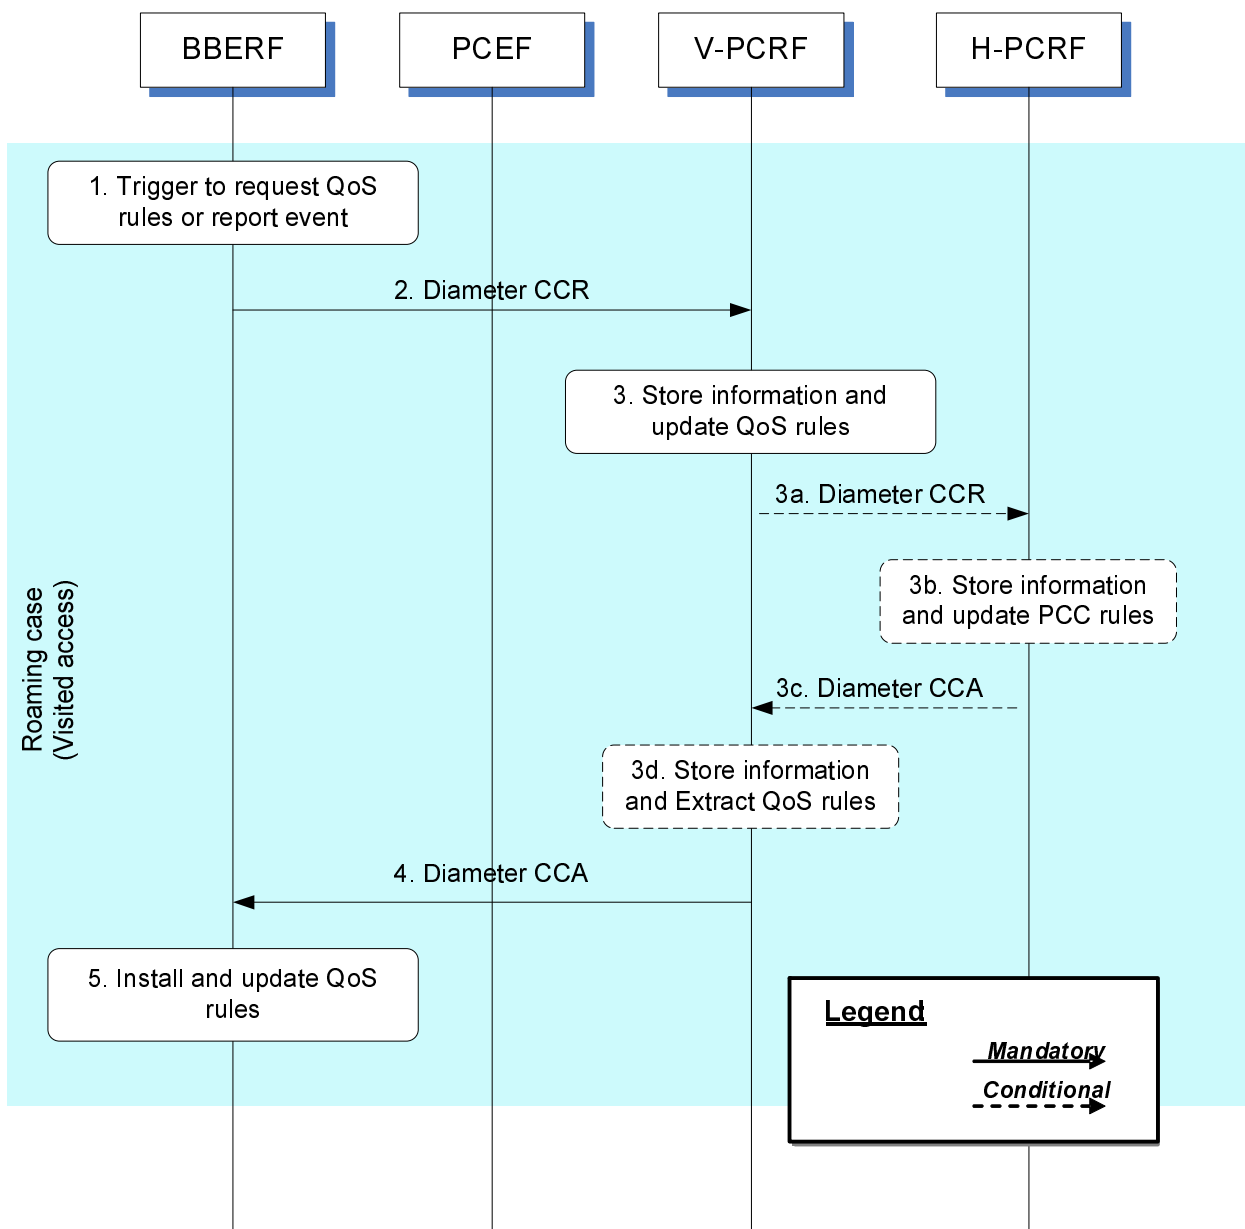 BBERF
PCEF
V-PCRF
H-PCRF
1. Trigger to request QoS
rules or report event
2. Diameter CCR
3. Store information and
update QoS rules
3a. Diameter CCR
3b. Store information
and update PCC rules
Roaming case
(Visited access)
3c. Diameter CCA
3d. Store information
and Extract QoS rules
4. Diameter CCA
5. Install and update QoS
rules
Legend
Mandatory
Conditional